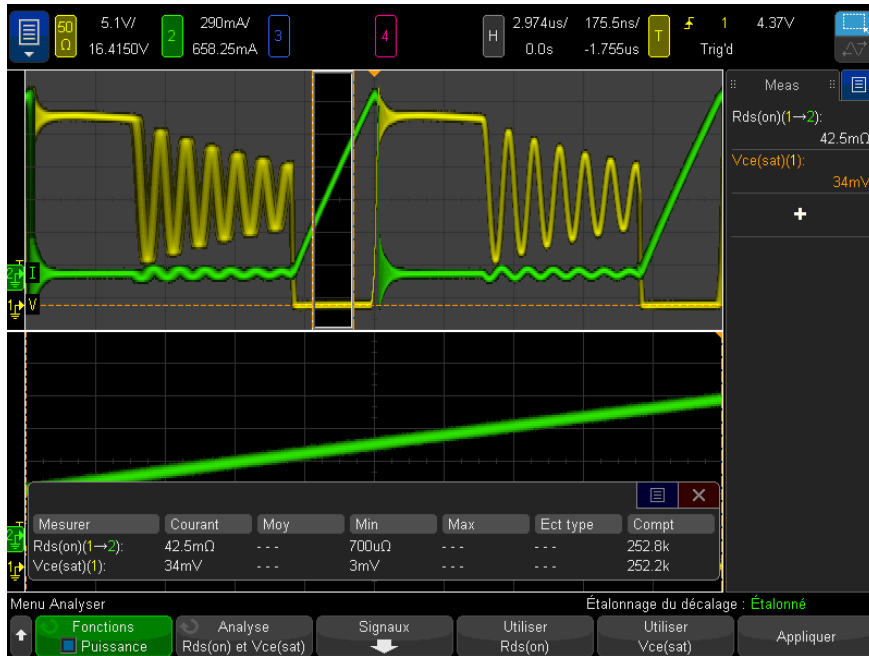 50 Ω 5.1V/ 2 290mA/ 3 4 H 2.974us/ 175.5ns/ T 1 4.37V
16.4150V 658.25mA 0.0s -1.755us Trig'd
Meas
Rds(on)(1→2):
42.5mΩ
Vce(sat)(1):
34mV
+
2 I
1 V
Mesurer Courant Moy Min Max Ect type Compt
Rds(on)(1→2): 42.5mΩ - - - 700uΩ - - - - - - 252.8k
Vce(sat)(1): 34mV - - - 3mV - - - - - - 252.2k
2
1
Menu Analyser Étalonnage du décalage : Étalonné
Fonctions Analyse Signaux Utiliser Utiliser Appliquer
Puissance Rds(on) et Vce(sat) Rds(on) Vce(sat)